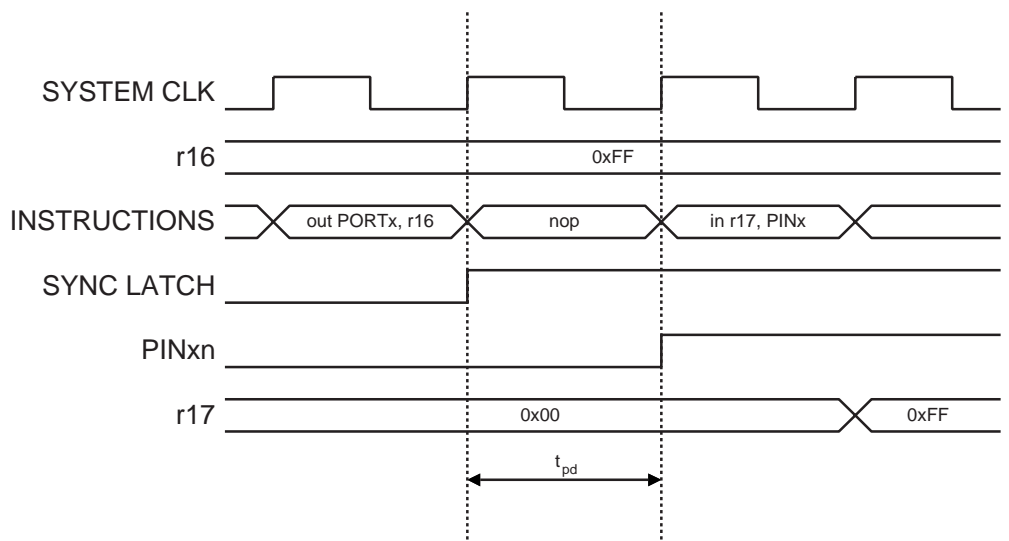 SYSTEM CLK
r16
0xFF
INSTRUCTIONS
out PORTx, r16
nop
in r17, PINx
SYNC LATCH
PINxn
r17
0x00
0xFF
tpd